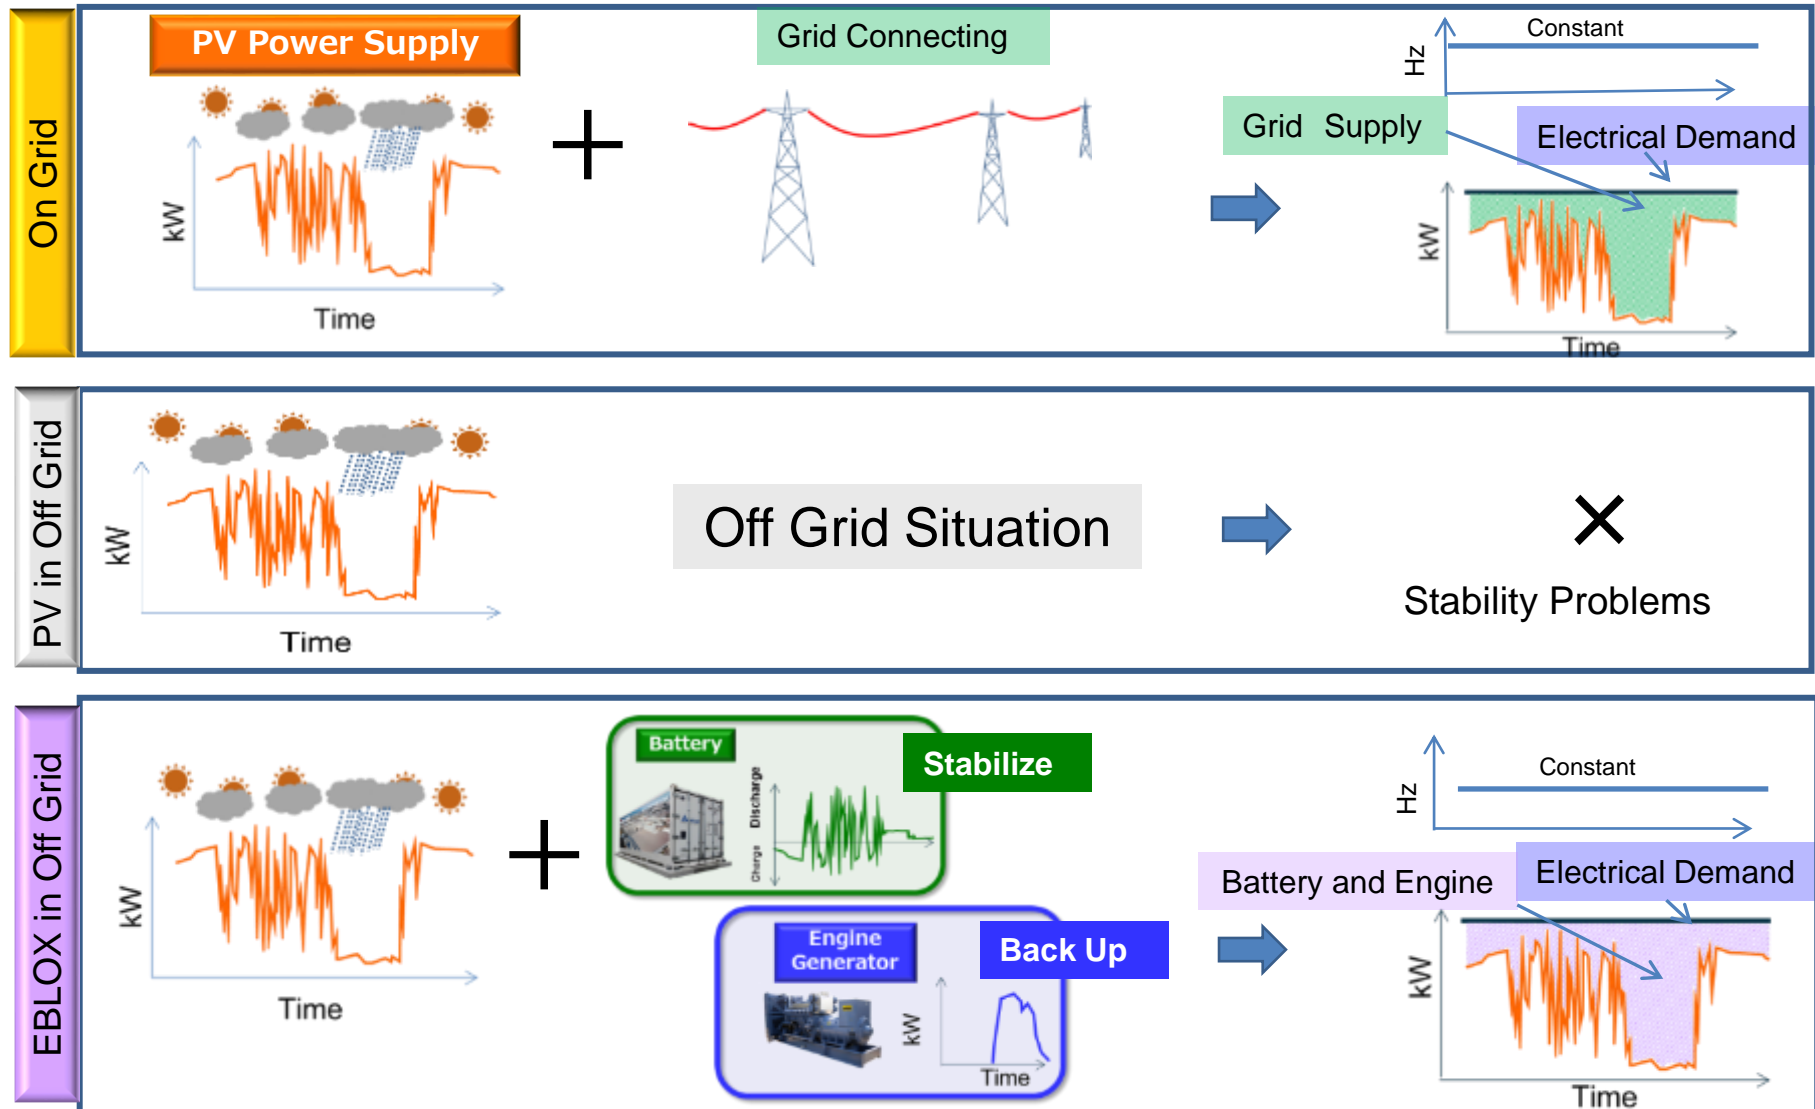 On Grid
PV Power Supply
kW
Time
Grid Connecting
Hz
Constant
Grid Supply
Electrical Demand
kW
Time
PV in Off Grid
kW
Time
Off Grid Situation
Stability Problems
EBLOX in Off Grid
kW
Time
Battery
Stabilize
Discharge
Charge
Engine
Generator
Back Up
kW
Time
Hz
Constant
Battery and Engine
Electrical Demand
kW
Time